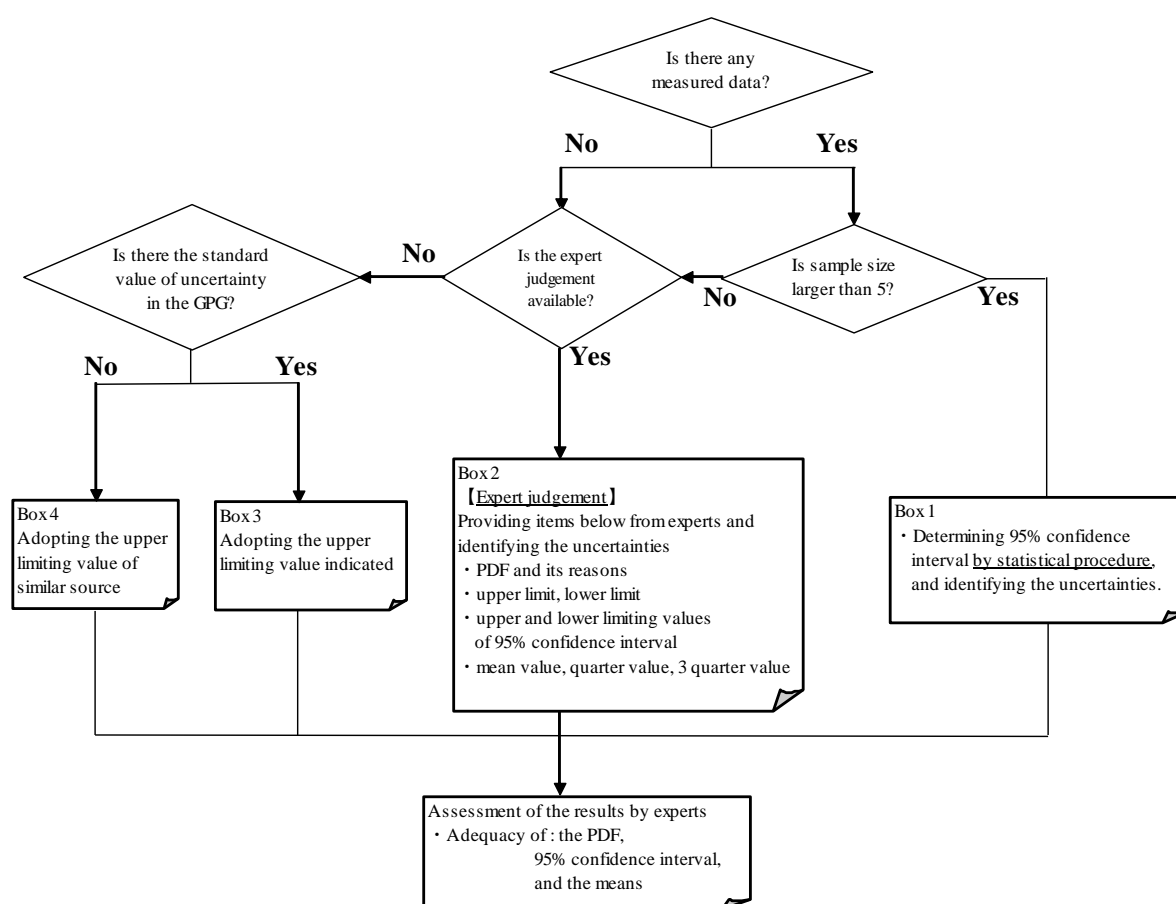 Is there any
measured data?
No
Yes
Is there the standard
value of uncertainty
in the GPG?
No
Is the expert
judgement
available?
No
Is sample size
larger than 5?
Yes
No
Yes
Yes
Box 4
Adopting the upper
limiting value of
similar source
Box 3
Adopting the upper
limiting value indicated
Box 2
【Expert judgement】
Providing items below from experts and
identifying the uncertainties
・PDF and its reasons
・upper limit, lower limit
・upper and lower limiting values
of 95% confidence interval
・mean value, quarter value, 3 quarter value
Box 1
・Determining 95% confidence
interval by statistical procedure,
and identifying the uncertainties.
Assessment of the results by experts
・Adequacy of : the PDF,
95% confidence interval,
and the means